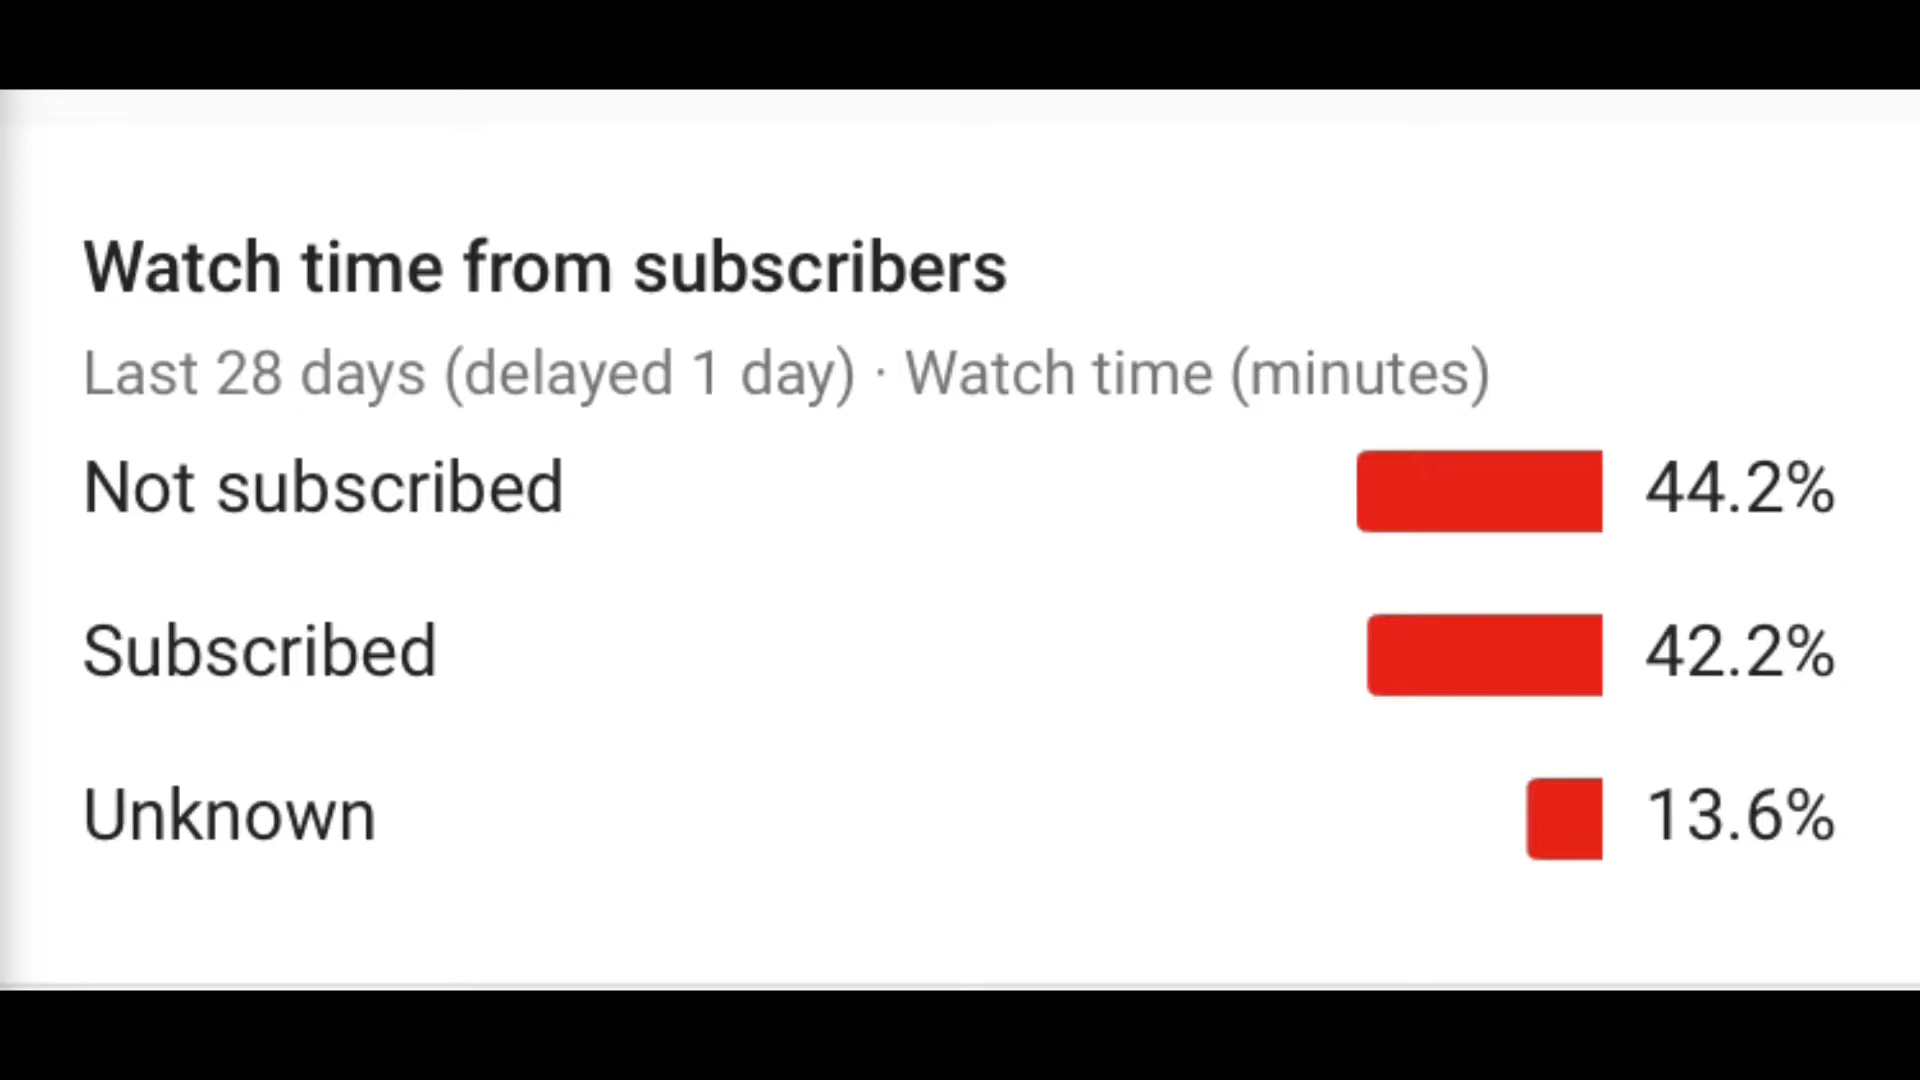 Watch time from subscribers
Last 28 days (delayed 1 day) · Watch time (minutes)
Not subscribed 44.2%
Subscribed 42.2%
Unknown 13.6%